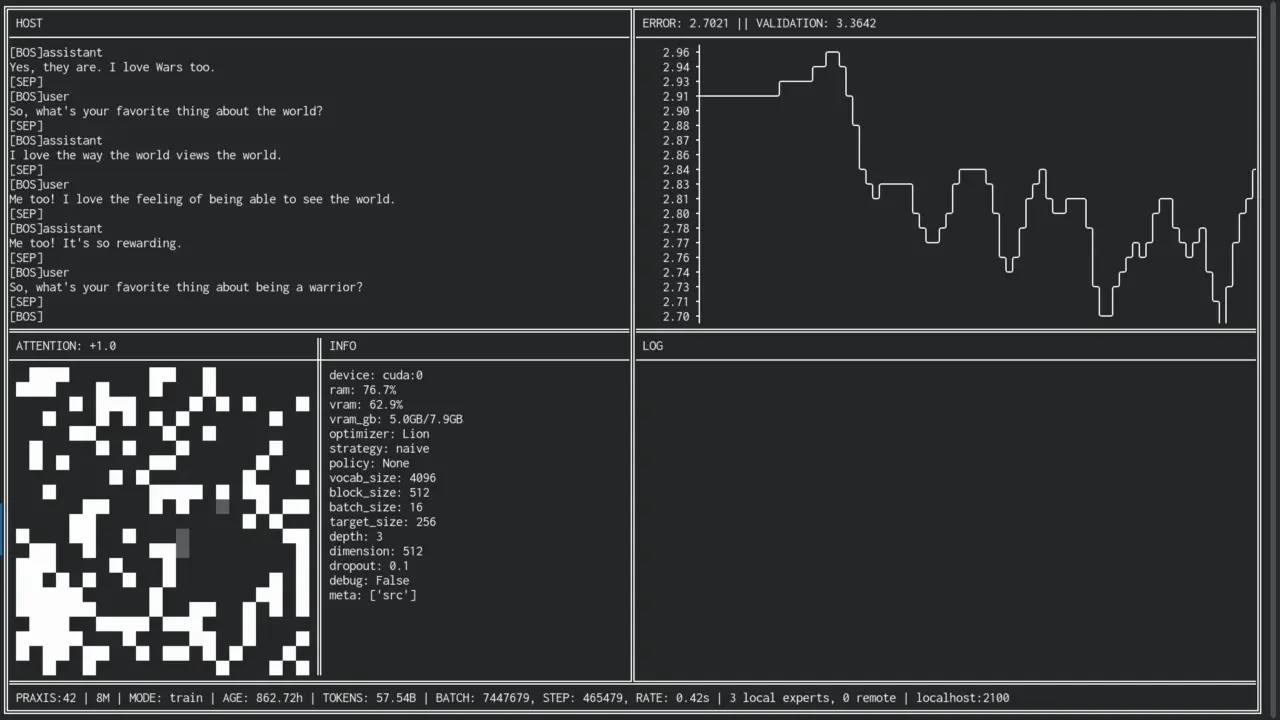 HOST
[BOS]assistant
Yes, they are. I love Wars too.
[SEP]
[BOS]user
So, what's your favorite thing about the world?
[SEP]
[BOS]assistant
I love the way the world views the world.
[SEP]
[BOS]user
Me too! I love the feeling of being able to see the world.
[SEP]
[BOS]assistant
Me too! It's so rewarding.
[SEP]
[BOS]user
So, what's your favorite thing about being a warrior?
[SEP]
[BOS]
ERROR: 2.7021 || VALIDATION: 3.3642
2.96
2.94
2.93
2.91
2.90
2.88
2.87
2.86
2.84
2.83
2.81
2.80
2.78
2.77
2.76
2.74
2.73
2.71
2.70
ATTENTION: +1.0
INFO
device: cuda:0
ram: 76.7%
vram: 62.9%
vram_gb: 5.0GB/7.9GB
optimizer: Lion
strategy: naive
policy: None
vocab_size: 4096
block_size: 512
batch_size: 16
target_size: 256
depth: 3
dimension: 512
dropout: 0.1
debug: False
meta: ['src']
LOG
PRAXIS:42 | 8M | MODE: train | AGE: 862.72h | TOKENS: 57.54B | BATCH: 7447679, STEP: 465479, RATE: 0.42s | 3 local experts, 0 remote | localhost:2100